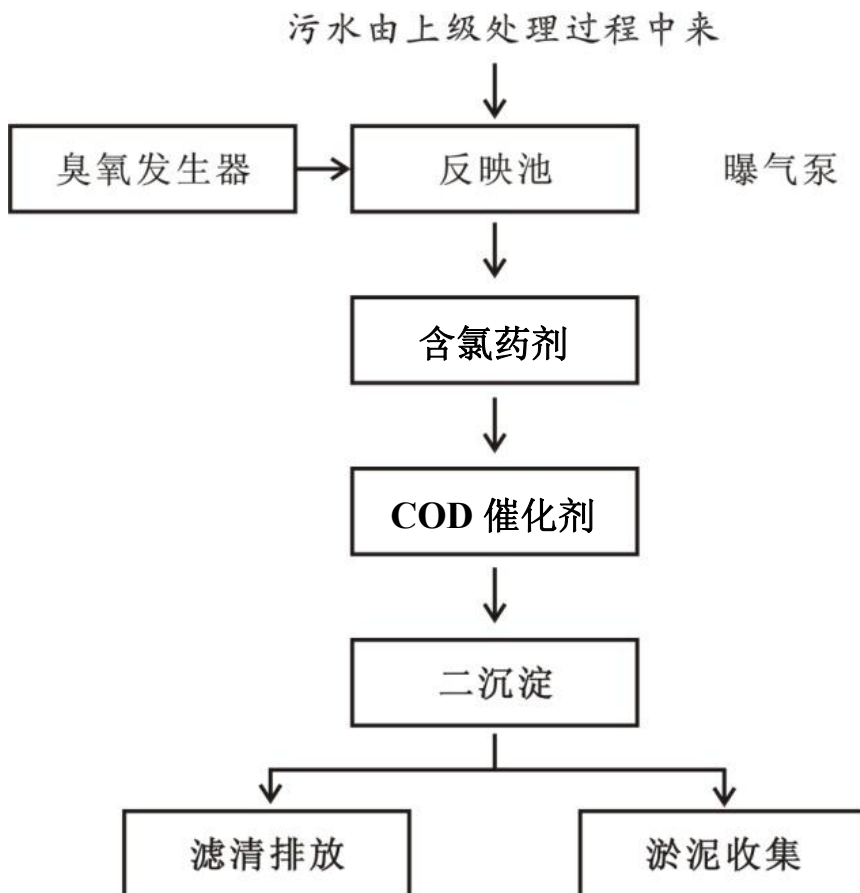 污水由上级处理过程中来
臭氧发生器
反映池
曝气泵
含氯药剂
COD 催化剂
二沉淀
滤清排放
淤泥收集